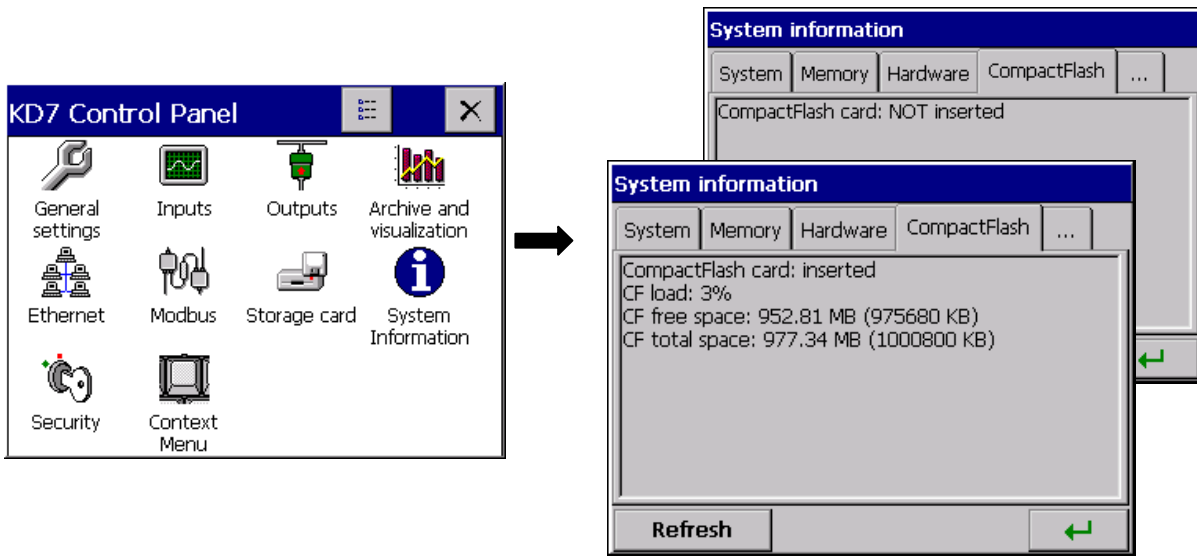 KD7 Control Panel
General settings
Inputs
Outputs
Archive and visualization
Ethernet
Modbus
Storage card
System Information
Security
Context Menu
System information
System Memory Hardware CompactFlash ...
CompactFlash card: NOT inserted
System information
System Memory Hardware CompactFlash ...
CompactFlash card: inserted
CF load: 3%
CF free space: 952.81 MB (975680 KB)
CF total space: 977.34 MB (1000800 KB)
Refresh